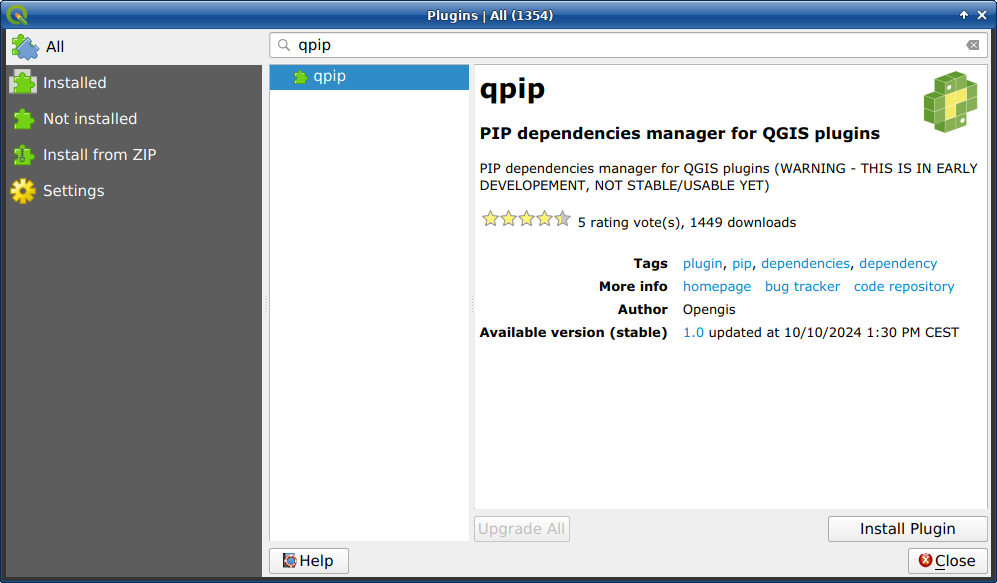 Plugins | All (1354)
All
Installed
Not installed
Install from ZIP
Settings
qpip
qpip
qpip
PIP dependencies manager for QGIS plugins
PIP dependencies manager for QGIS plugins (WARNING - THIS IS IN EARLY
DEVELOPEMENT, NOT STABLE/USABLE YET)
5 rating vote(s), 1449 downloads
Tags plugin, pip, dependencies, dependency
More info homepage bug tracker code repository
Author Opengis
Available version (stable) 1.0 updated at 10/10/2024 1:30 PM CEST
Upgrade All Install Plugin
Help Close